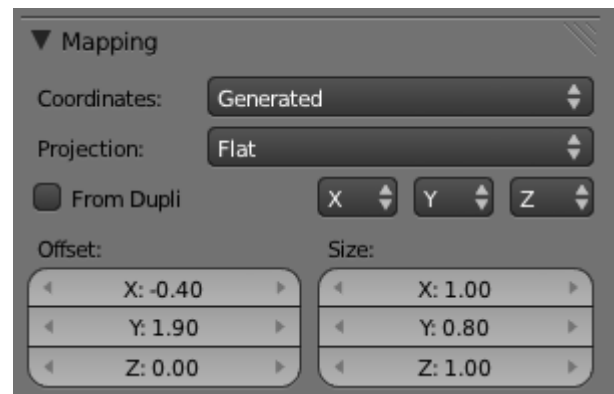 Mapping
Coordinates: Generated
Projection: Flat
From Dupli X Y Z
Offset: Size:
X: -0.40 X: 1.00
Y: 1.90 Y: 0.80
Z: 0.00 Z: 1.00